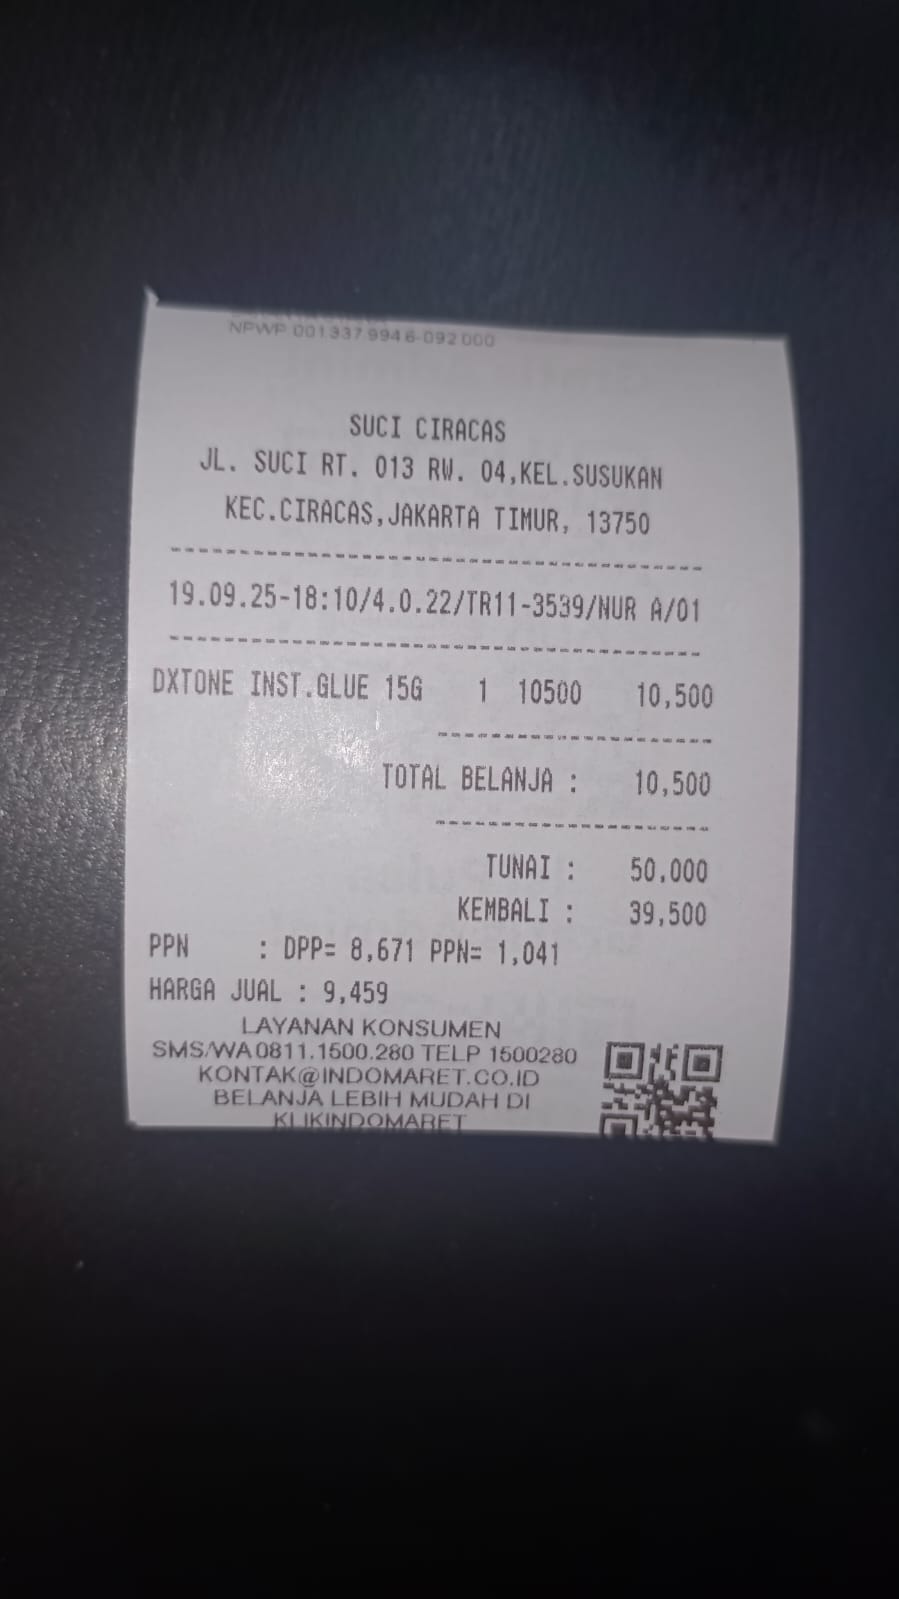 NPWP 001.337.994.6-092.000
SUCI CIRACAS
JL. SUCI RT. 013 RW. 04,KEL.SUSUKAN
KEC.CIRACAS,JAKARTA TIMUR, 13750
19.09.25-18:10/4.0.22/TR11-3539/NUR A/01
DXTONE INST.GLUE 15G 1 10500 10,500
TOTAL BELANJA : 10,500
TUNAI : 50,000
KEMBALI : 39,500
PPN : DPP= 8,671 PPN= 1,041
HARGA JUAL : 9,459
LAYANAN KONSUMEN
SMS/WA 0811.1500.280 TELP 1500280
KONTAK@INDOMARET.CO.ID
BELANJA LEBIH MUDAH DI
KLIKINDOMARET